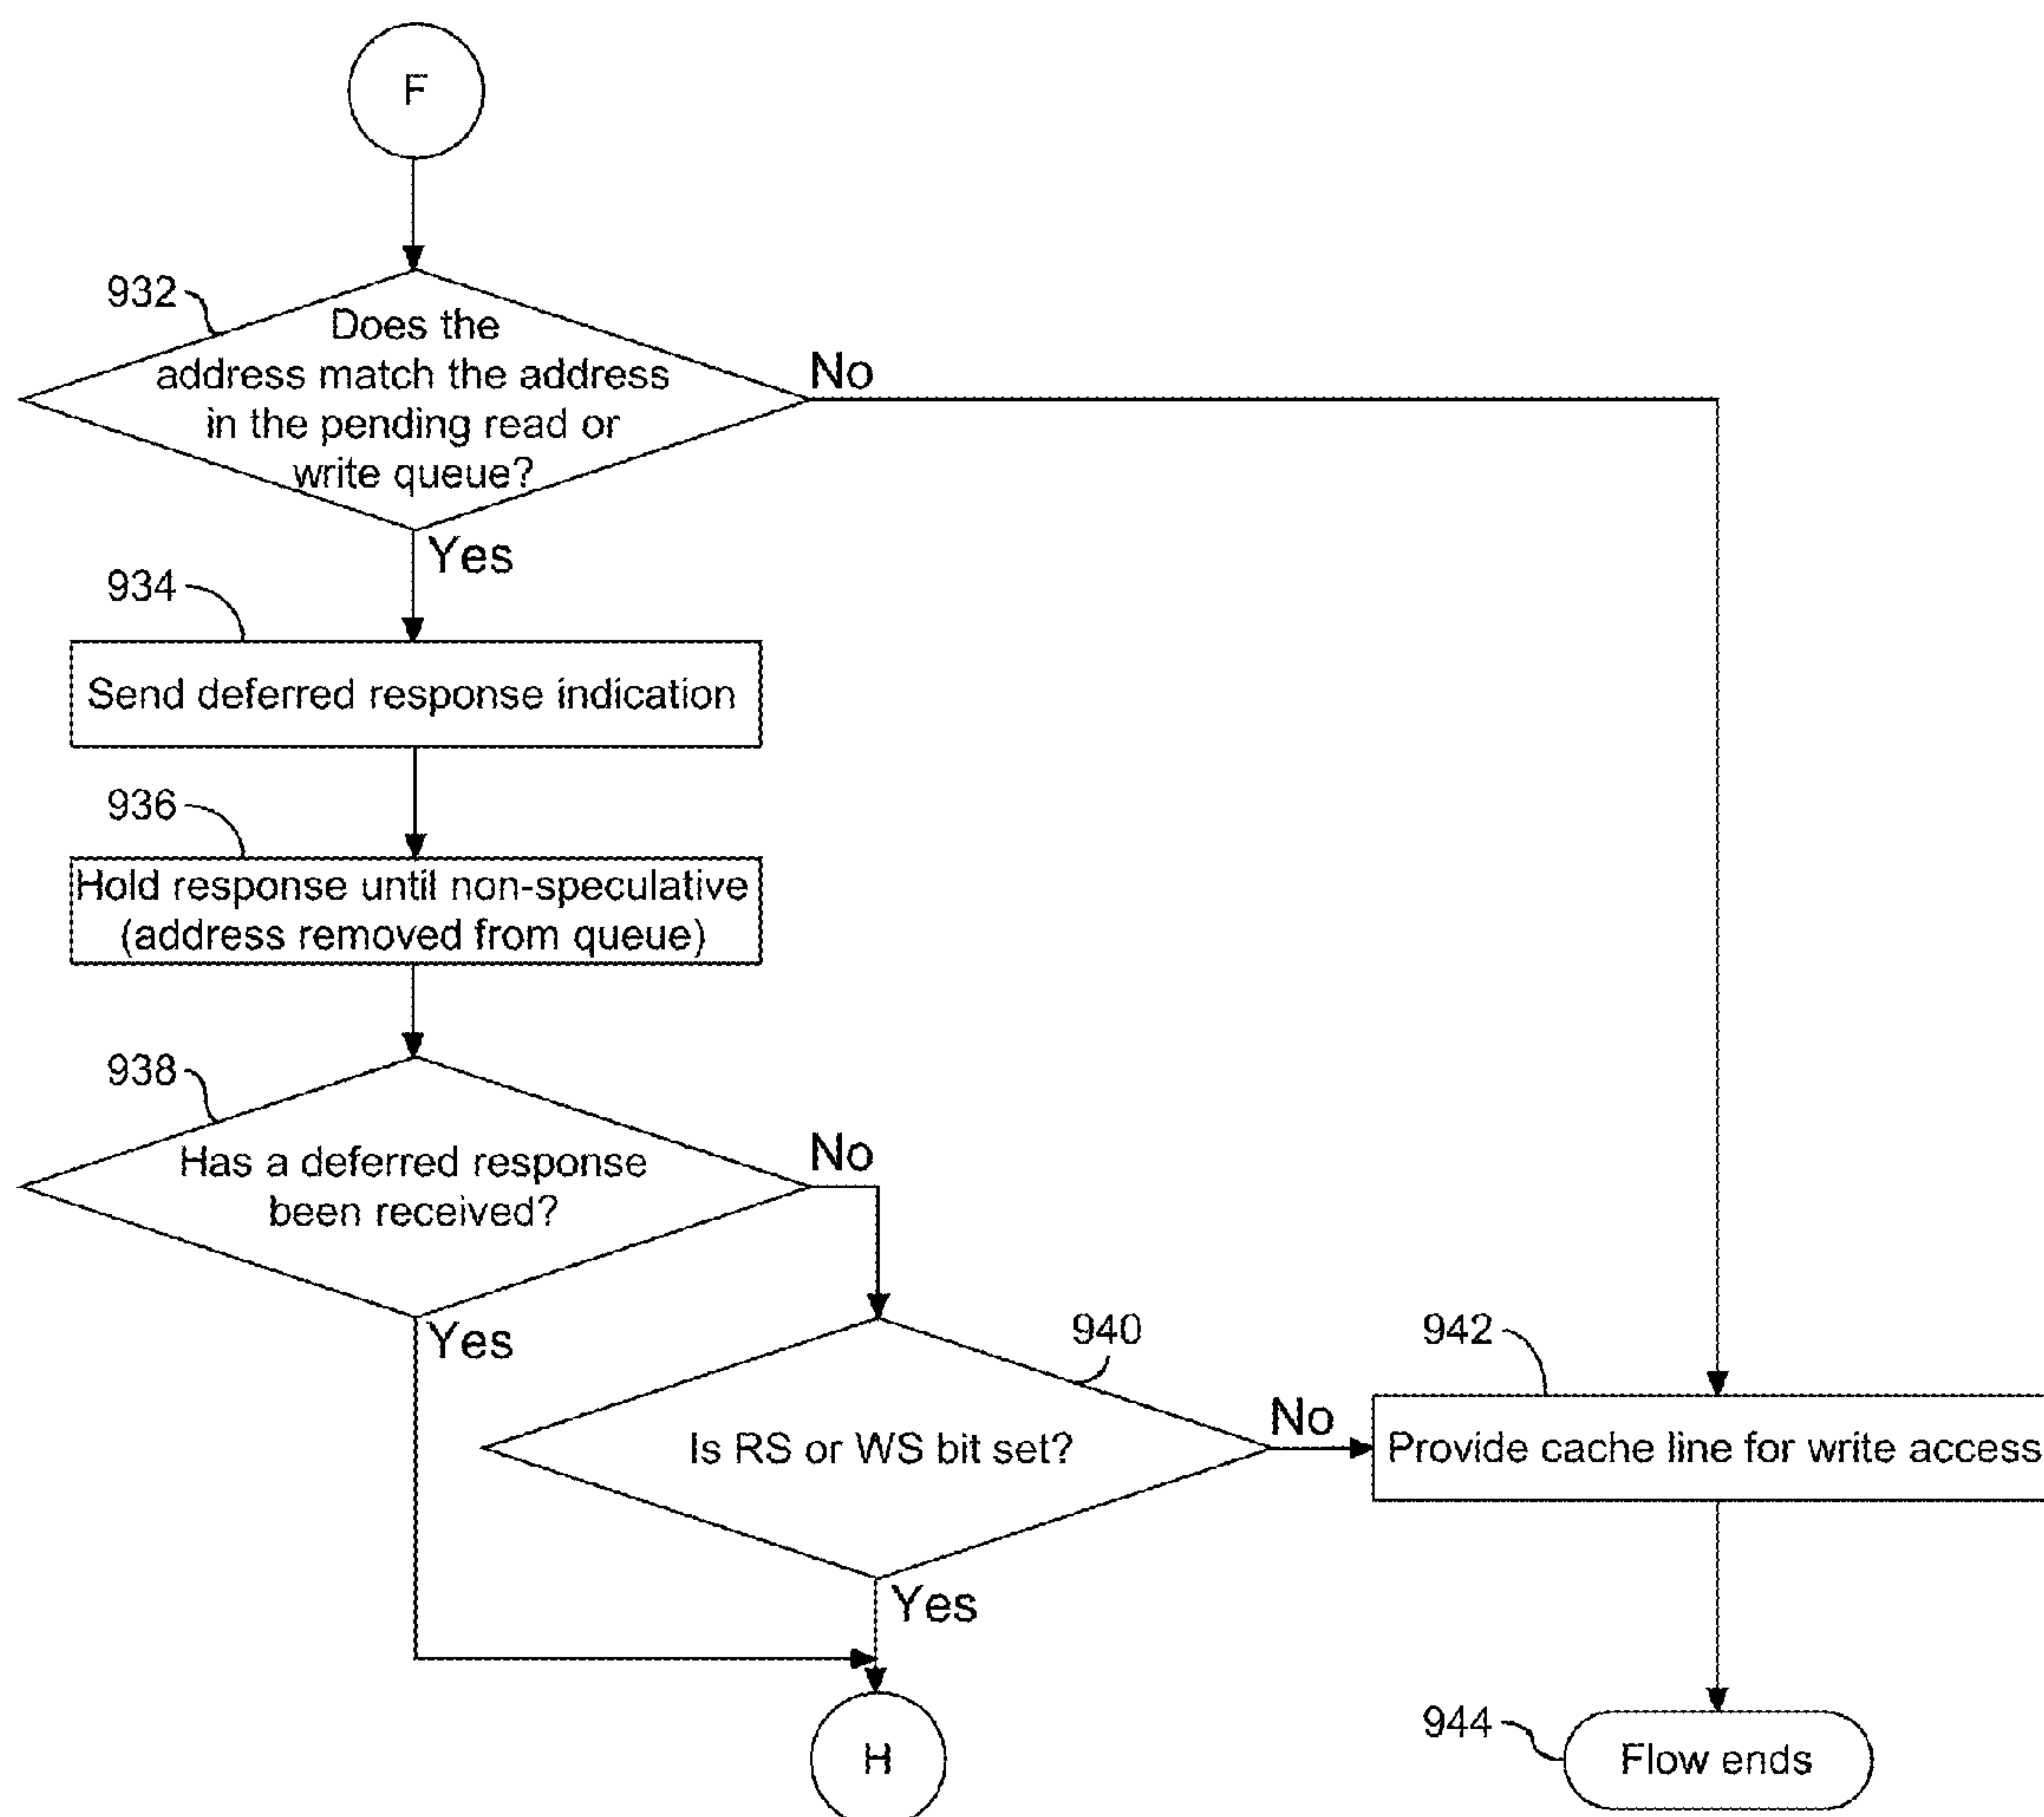 F
932
Does the
address match the address
in the pending read or
write queue?
No
Yes
934
Send deferred response indication
936
Hold response until non-speculative
(address removed from queue)
938
Has a deferred response
been received?
No
Yes
940
Is RS or WS bit set?
No
Yes
942
Provide cache line for write access
H
944
Flow ends